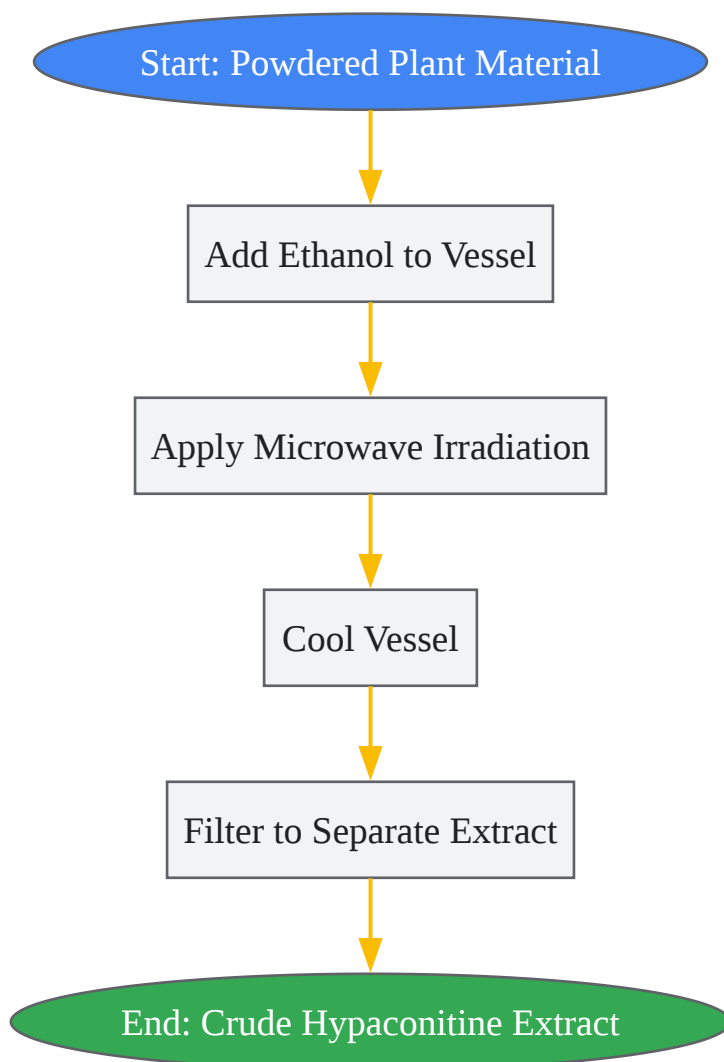 Start: Powdered Plant Material
Add Ethanol to Vessel
Apply Microwave Irradiation
Cool Vessel
Filter to Separate Extract
End: Crude Hypaconitine Extract